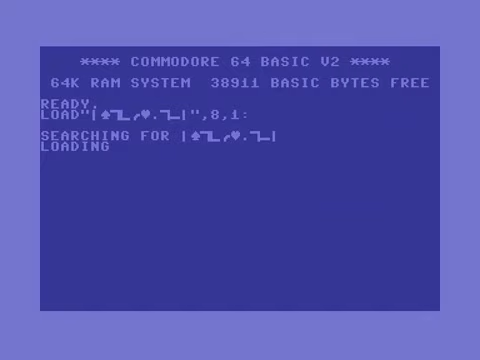 **** COMMODORE 64 BASIC V2 ****
64K RAM SYSTEM 38911 BASIC BYTES FREE
READY.
LOAD"        ",8,1:
SEARCHING FOR
LOADING